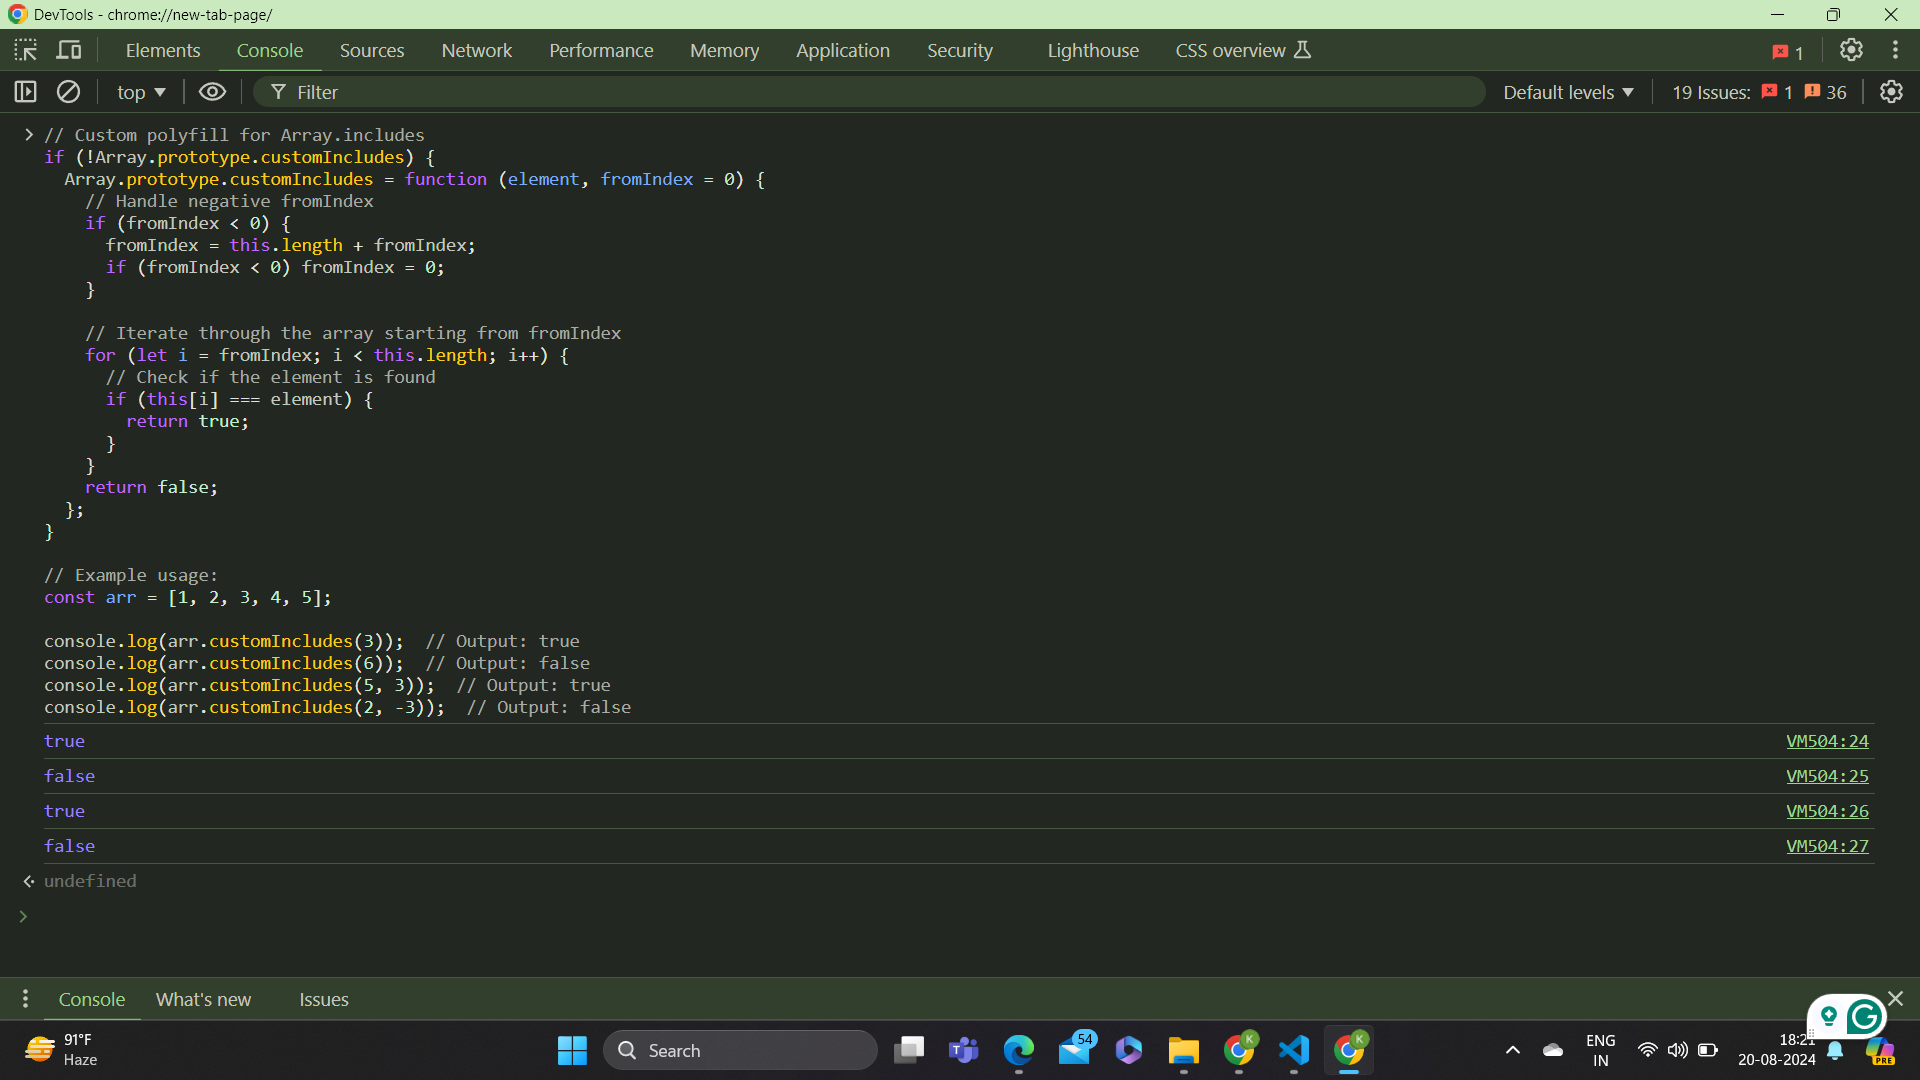 DevTools - chrome://new-tab-page/
Elements Console Sources Network Performance Memory Application Security Lighthouse CSS overview 1
top Filter Default levels 19 Issues: 1 36
// Custom polyfill for Array.includes
if (!Array.prototype.customIncludes) {
  Array.prototype.customIncludes = function (element, fromIndex = 0) {
    // Handle negative fromIndex
    if (fromIndex < 0) {
      fromIndex = this.length + fromIndex;
      if (fromIndex < 0) fromIndex = 0;
    }
    // Iterate through the array starting from fromIndex
    for (let i = fromIndex; i < this.length; i++) {
      // Check if the element is found
      if (this[i] === element) {
        return true;
      }
    }
    return false;
  };
}
// Example usage:
const arr = [1, 2, 3, 4, 5];
console.log(arr.customIncludes(3));  // Output: true
console.log(arr.customIncludes(6));  // Output: false
console.log(arr.customIncludes(5, 3));  // Output: true
console.log(arr.customIncludes(2, -3));  // Output: false
true VM504:24
false VM504:25
true VM504:26
false VM504:27
undefined
Console What's new Issues
91°F
Haze
Search
54
K
K
ENG
IN
18:21
20-08-2024
PRE